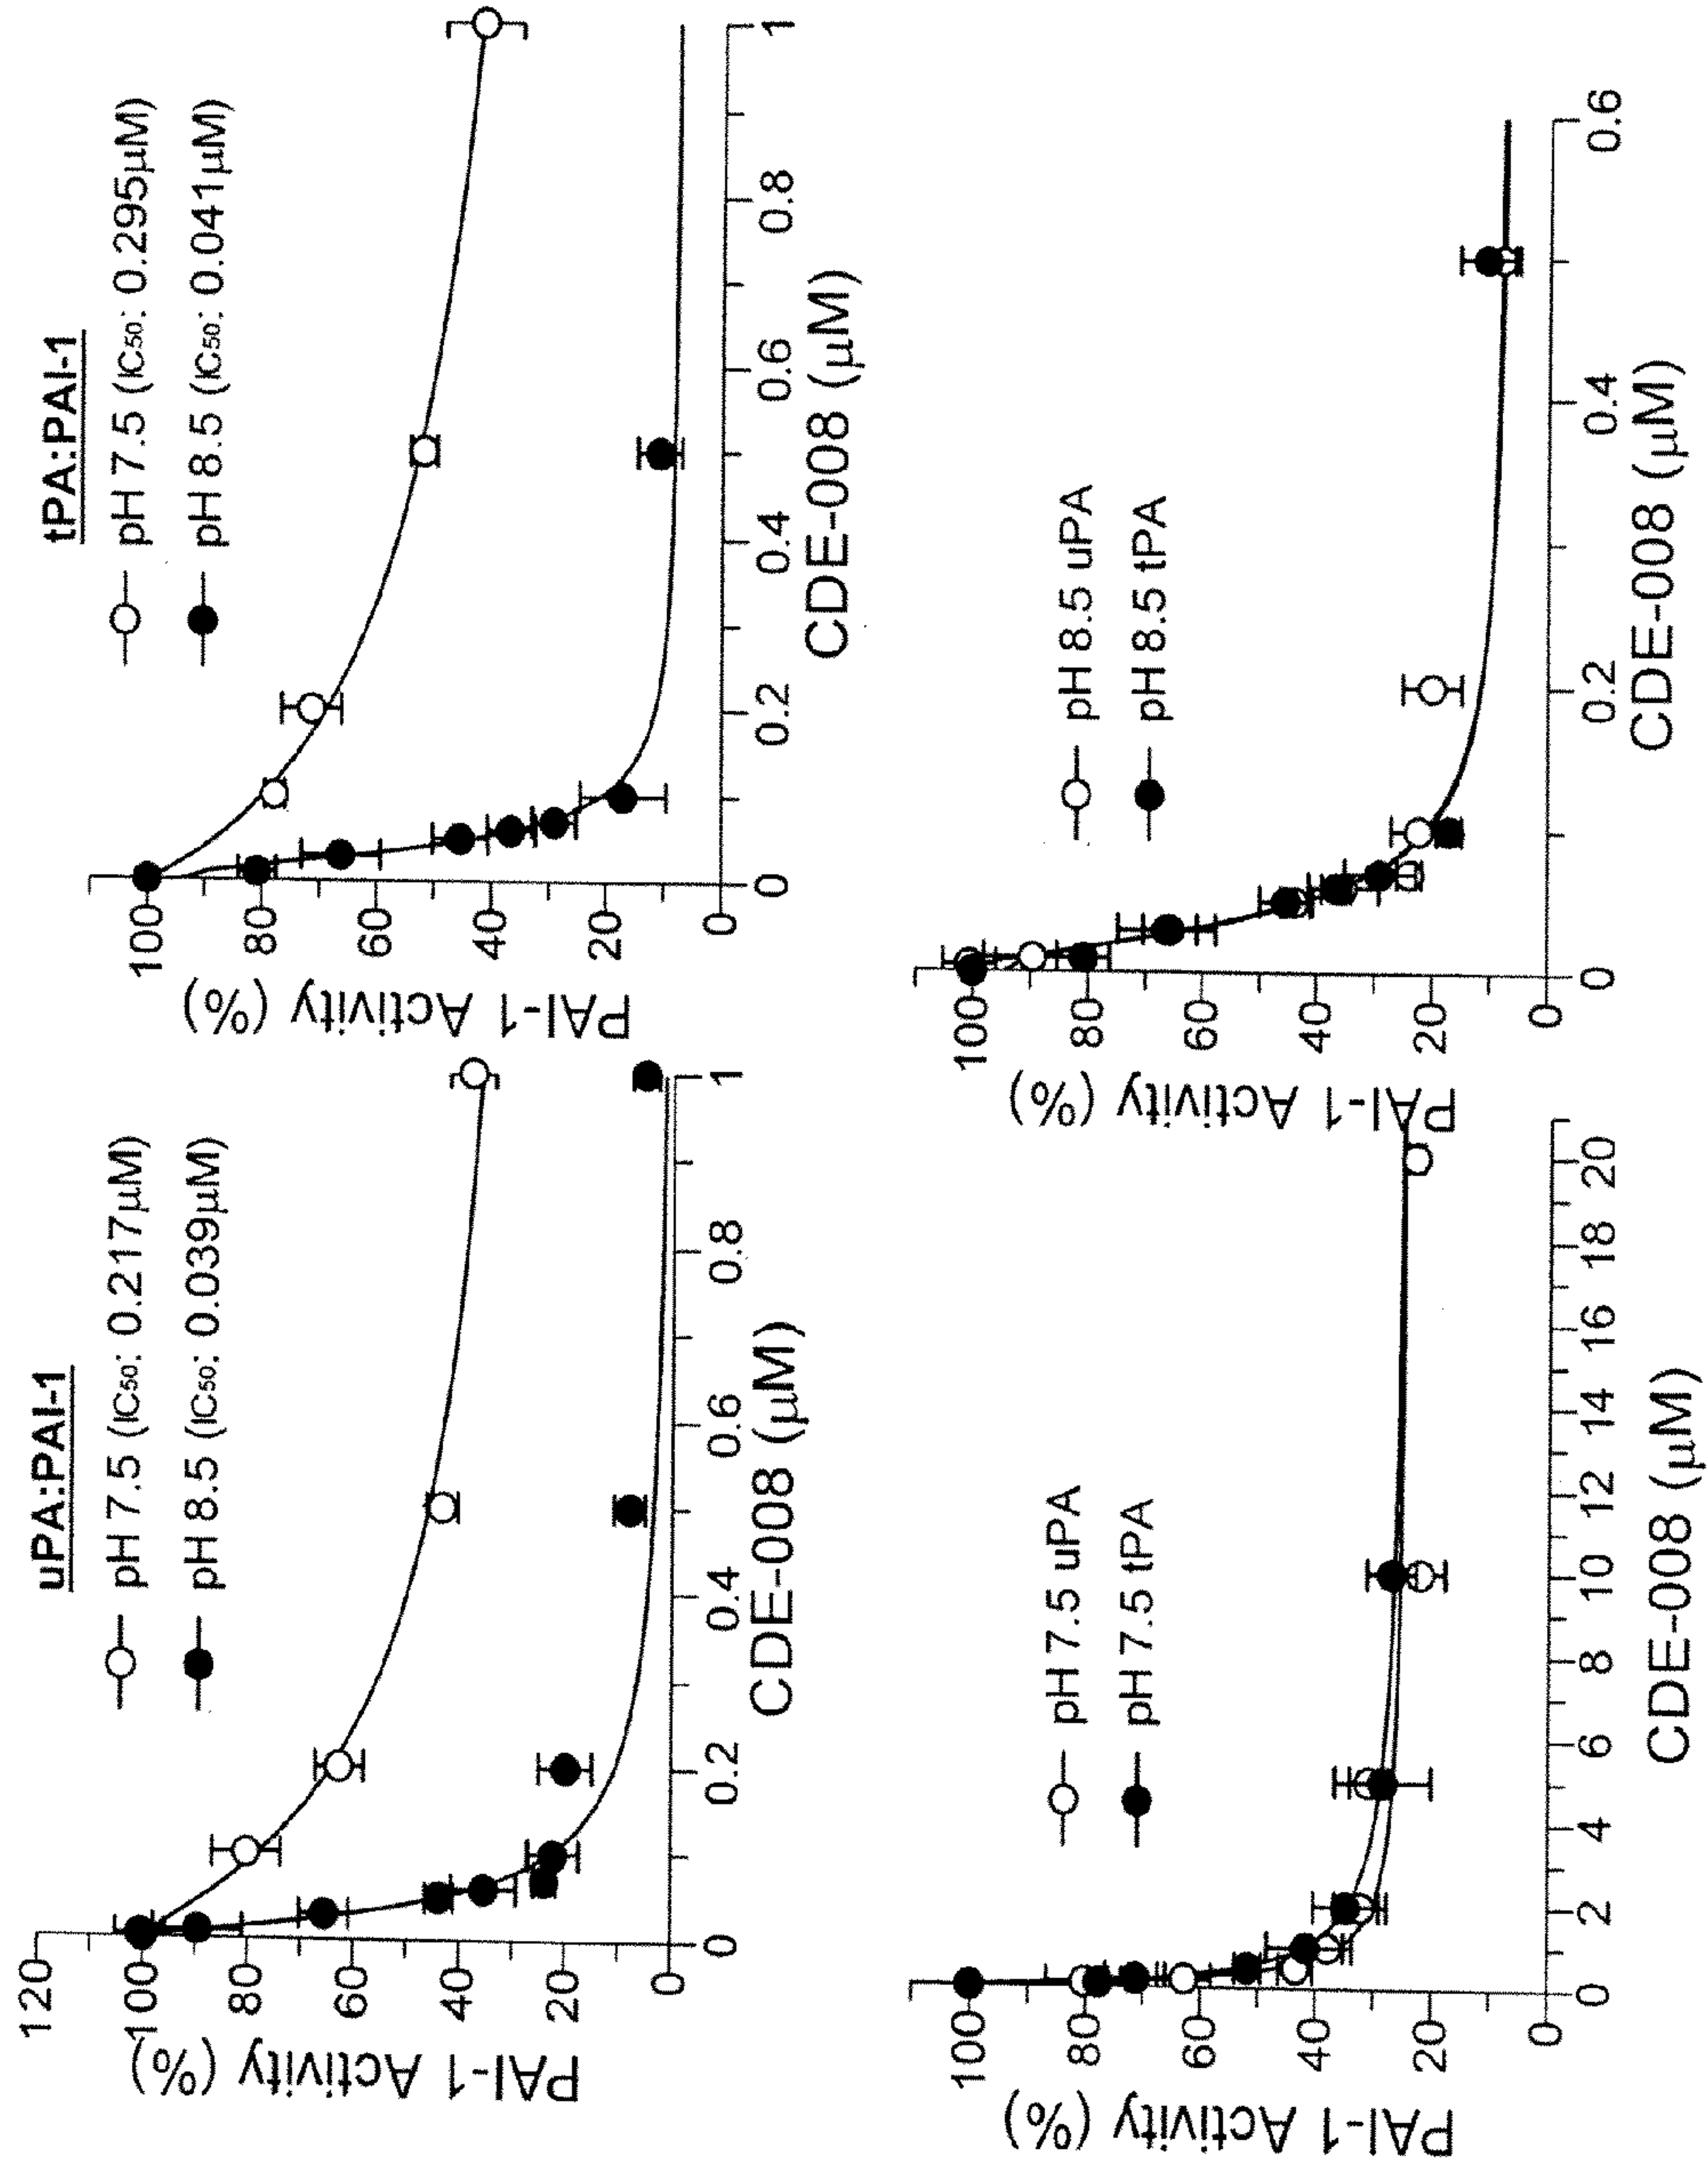 uPA:PAI-1
pH 7.5 (IC50: 0.217μM)
pH 8.5 (IC50: 0.039μM)
PAI-1 Activity (%)
120
100
80
60
40
20
0
0
0.2
0.4
0.6
0.8
1
CDE-008 (μM)
tPA:PAI-1
pH 7.5 (IC50: 0.295μM)
pH 8.5 (IC50: 0.041μM)
PAI-1 Activity (%)
100
80
60
40
20
0
0
0.2
0.4
0.6
0.8
1
CDE-008 (μM)
pH 7.5 uPA
pH 7.5 tPA
PAI-1 Activity (%)
100
80
60
40
20
0
0
2
4
6
8
10
12
14
16
18
20
CDE-008 (μM)
pH 8.5 uPA
pH 8.5 tPA
PAI-1 Activity (%)
100
80
60
40
20
0
0
0.2
0.4
0.6
CDE-008 (μM)